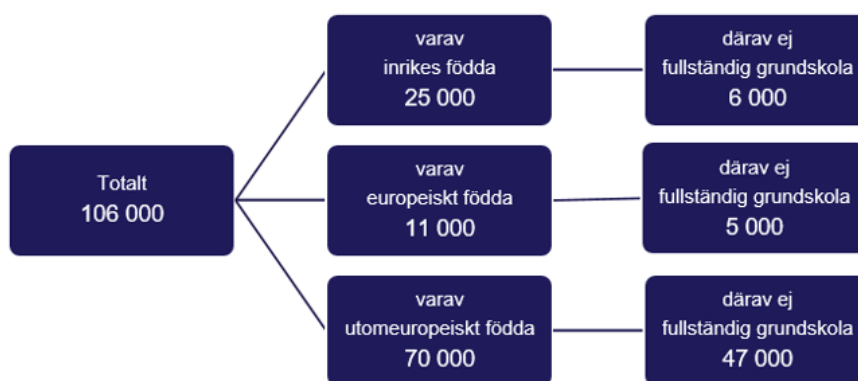 Totalt
106 000
varav
inrikes födda
25 000
därav ej
fullständig grundskola
6 000
varav
europeiskt födda
11 000
därav ej
fullständig grundskola
5 000
varav
utomeuropeiskt födda
70 000
därav ej
fullständig grundskola
47 000